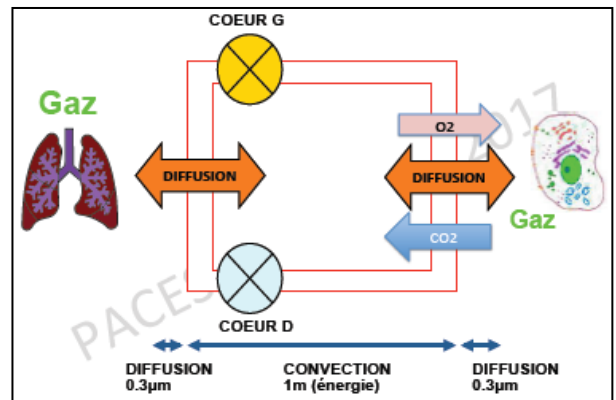 COEUR G
Gaz
O2
DIFFUSION
DIFFUSION
Gaz
CO2
PACES
2017
COEUR D
DIFFUSION
0.3µm
CONVECTION
1m (énergie)
DIFFUSION
0.3µm